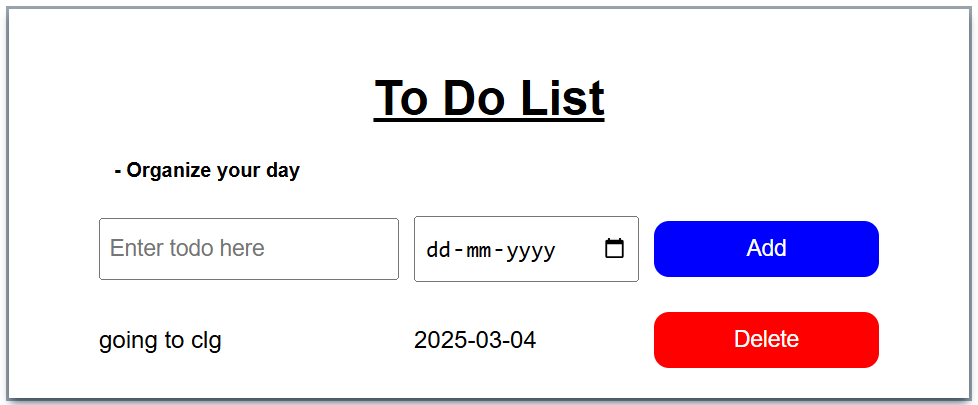 To Do List
- Organize your day
Enter todo here dd-mm-yyyy Add
going to clg 2025-03-04 Delete